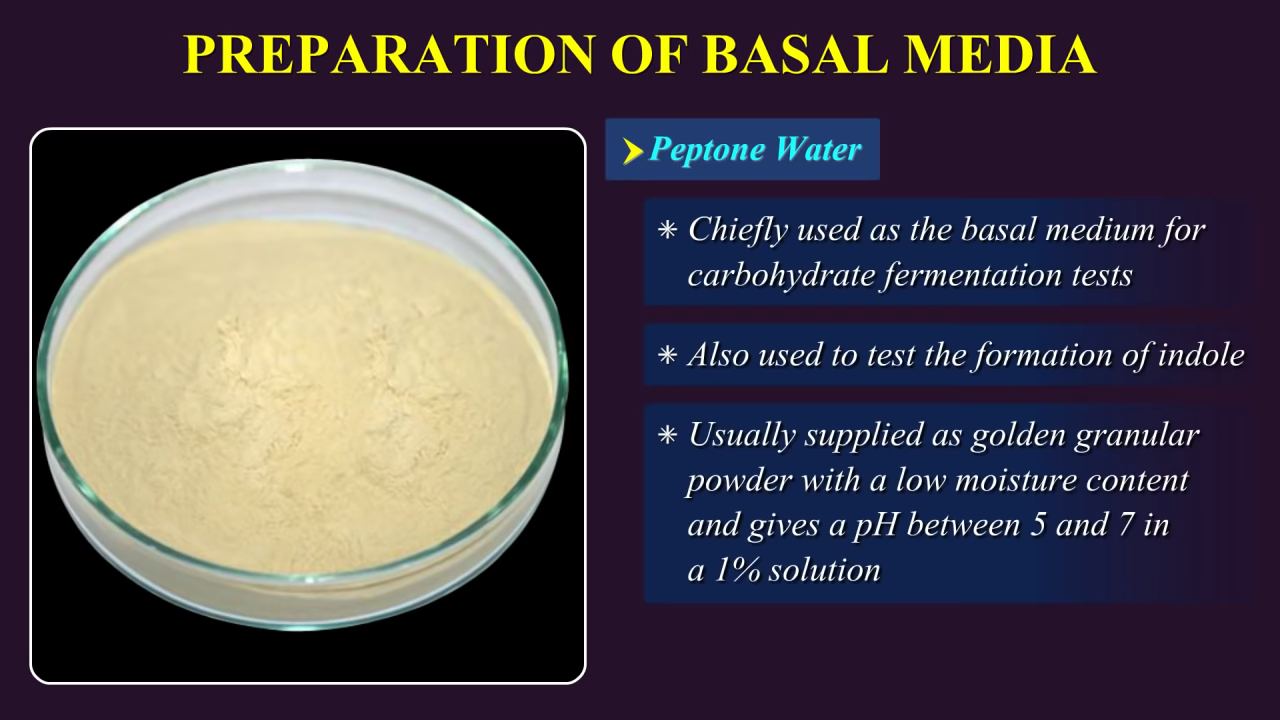 PREPARATION OF BASAL MEDIA
Peptone Water
Chiefly used as the basal medium for
carbohydrate fermentation tests
Also used to test the formation of indole
Usually supplied as golden granular
powder with a low moisture content
and gives a pH between 5 and 7 in
a 1% solution